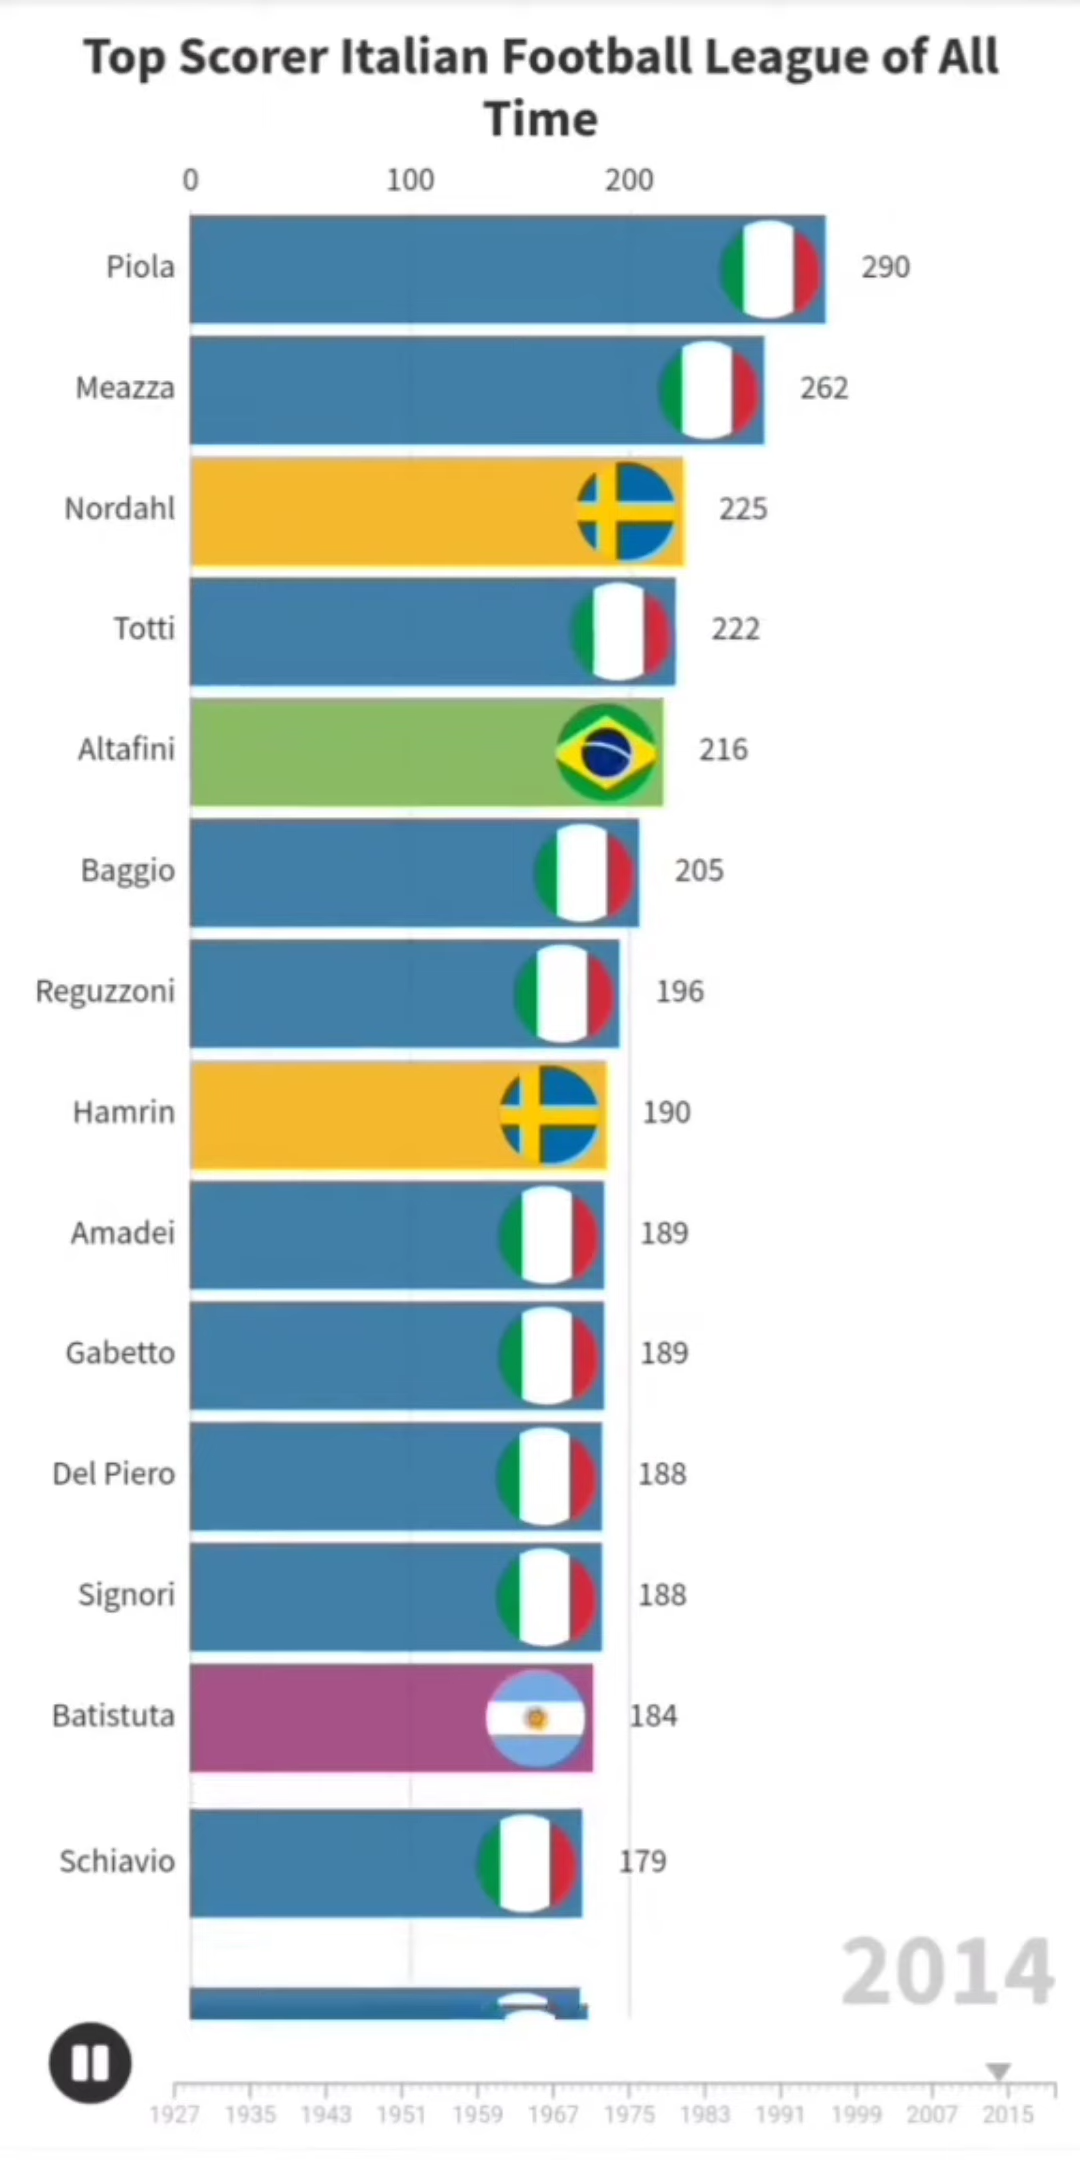 Top Scorer Italian Football League of All
Time
0 100 200
Piola 290
Meazza 262
Nordahl 225
Totti 222
Altafini 216
Baggio 205
Reguzzoni 196
Hamrin 190
Amadei 189
Gabetto 189
Del Piero 188
Signori 188
Batistuta 184
Schiavio 179
2014
1927 1935 1943 1951 1959 1967 1975 1983 1991 1999 2007 2015